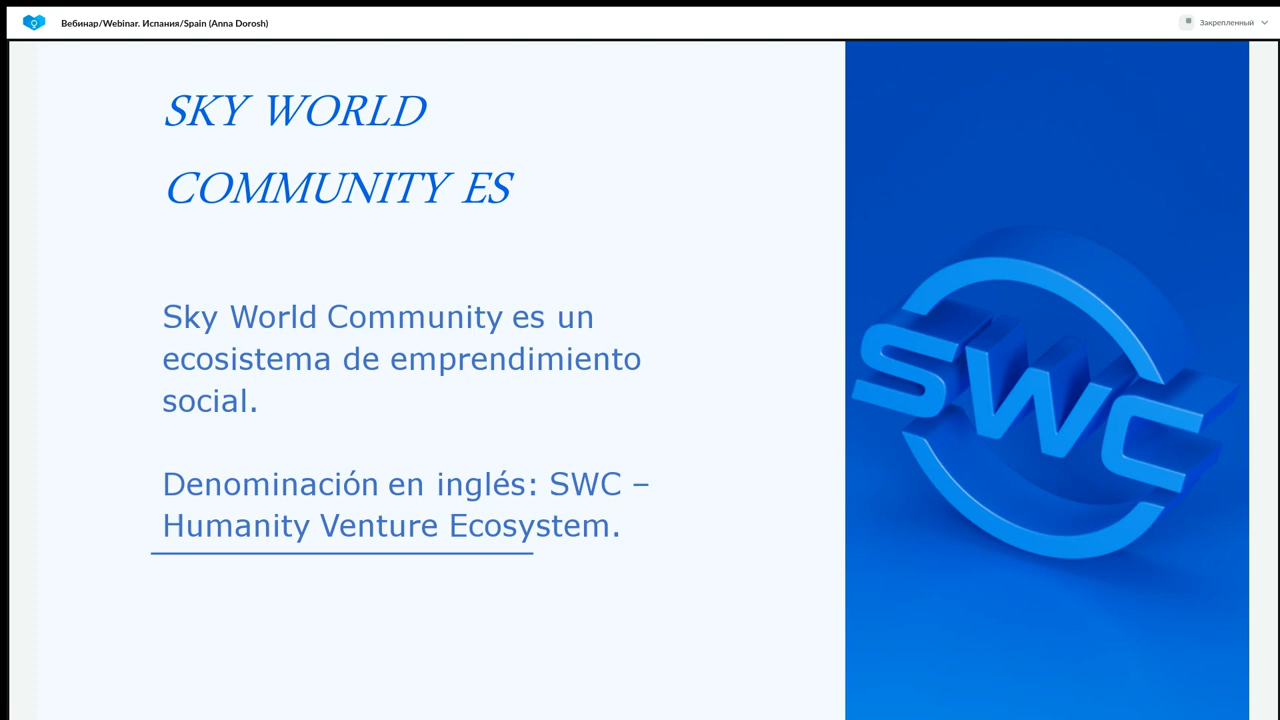 Вебинар/Webinar. Испания/Spain (Anna Dorosh)
Закрепленный
SKY WORLD
COMMUNITY ES
Sky World Community es un
ecosistema de emprendimiento
social.
Denominación en inglés: SWC –
Humanity Venture Ecosystem.
SWC